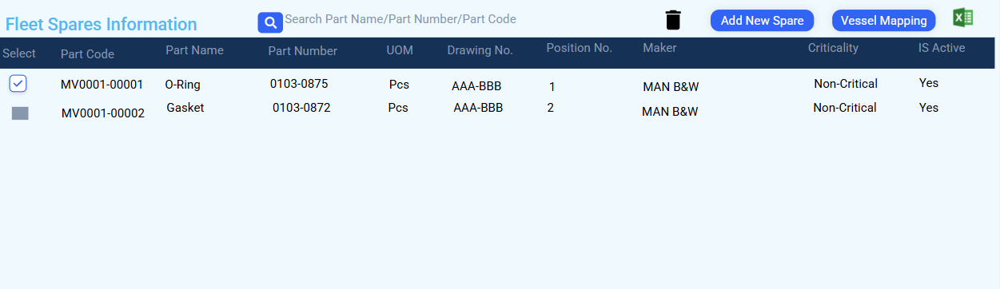 Fleet Spares Information Search Part Name/Part Number/Part Code Add New Spare Vessel Mapping
Select Part Code Part Name Part Number UOM Drawing No. Position No. Maker Criticality IS Active
MV0001-00001 O-Ring 0103-0875 Pcs AAA-BBB 1 MAN B&W Non-Critical Yes
MV0001-00002 Gasket 0103-0872 Pcs AAA-BBB 2 MAN B&W Non-Critical Yes